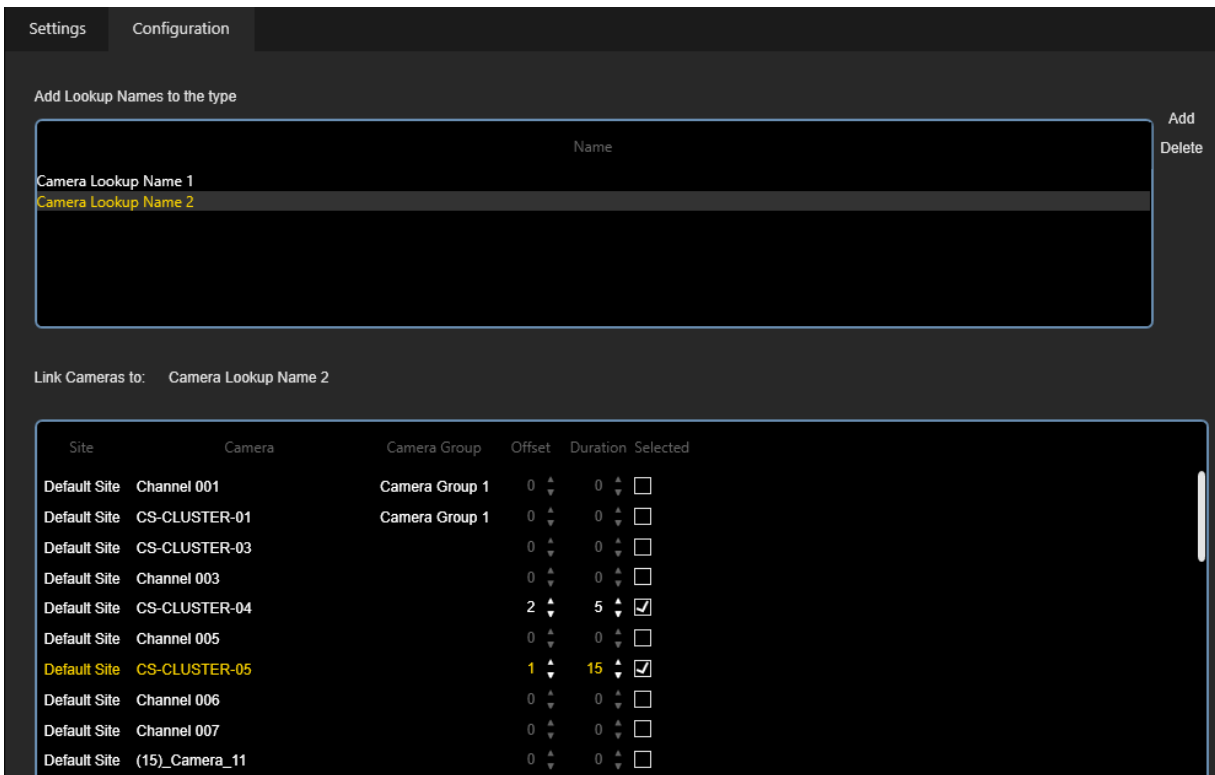 Settings Configuration
Add Lookup Names to the type
Add
Name
Delete
Camera Lookup Name 1
Camera Lookup Name 2
Link Cameras to: Camera Lookup Name 2
Site Camera Camera Group Offset Duration Selected
Default Site Channel 001 Camera Group 1 0 0
Default Site CS-CLUSTER-01 Camera Group 1 0 0
Default Site CS-CLUSTER-03 0 0
Default Site Channel 003 0 0
Default Site CS-CLUSTER-04 2 5
Default Site Channel 005 0 0
Default Site CS-CLUSTER-05 1 15
Default Site Channel 006 0 0
Default Site Channel 007 0 0
Default Site (15)_Camera_11 0 0